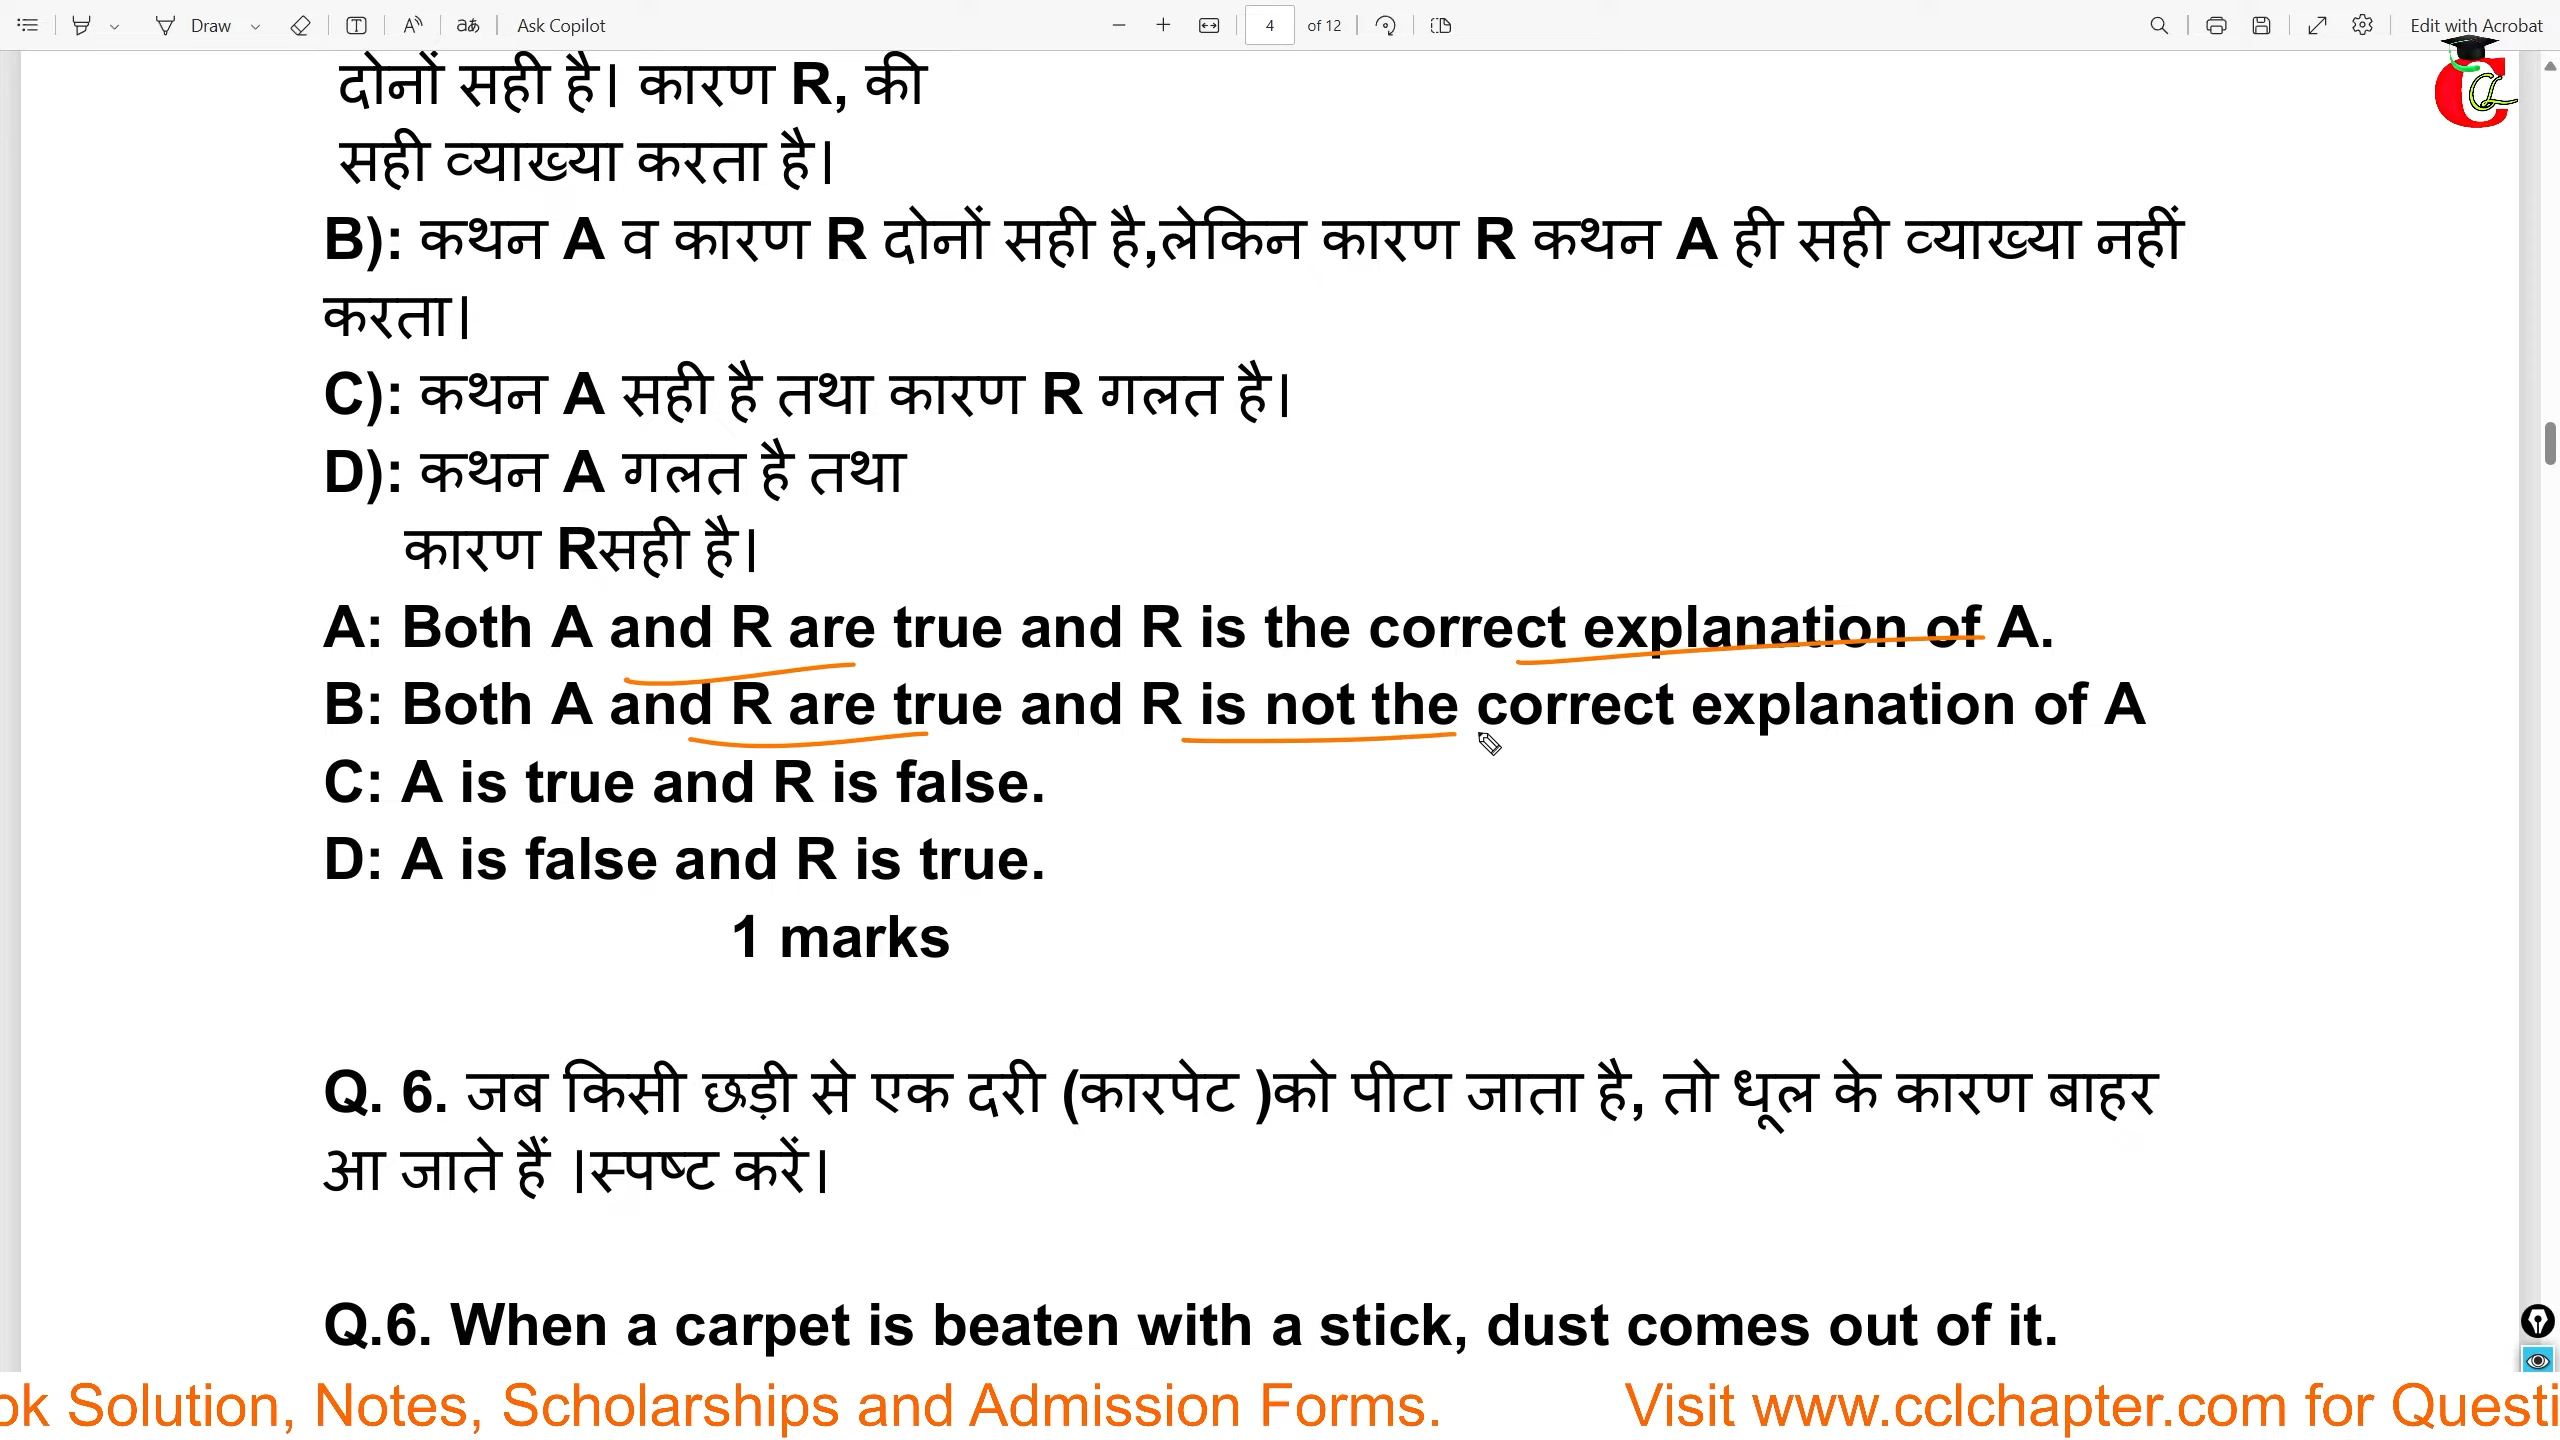 Draw Ask Copilot 4 of 12 Edit with Acrobat
दोनों सही है। कारण R, की
सही व्याख्या करता है।
B): कथन A व कारण R दोनों सही है,लेकिन कारण R कथन A ही सही व्याख्या नहीं
करता।
C): कथन A सही है तथा कारण R गलत है।
D): कथन A गलत है तथा
कारण Rसही है।
A: Both A and R are true and R is the correct explanation of A.
B: Both A and R are true and R is not the correct explanation of A
C: A is true and R is false.
D: A is false and R is true.
1 marks
Q. 6. जब किसी छड़ी से एक दरी (कारपेट )को पीटा जाता है, तो धूल के कारण बाहर
आ जाते हैं ।स्पष्ट करें।
Q.6. When a carpet is beaten with a stick, dust comes out of it.
ok Solution, Notes, Scholarships and Admission Forms. Visit www.cclchapter.com for Questi